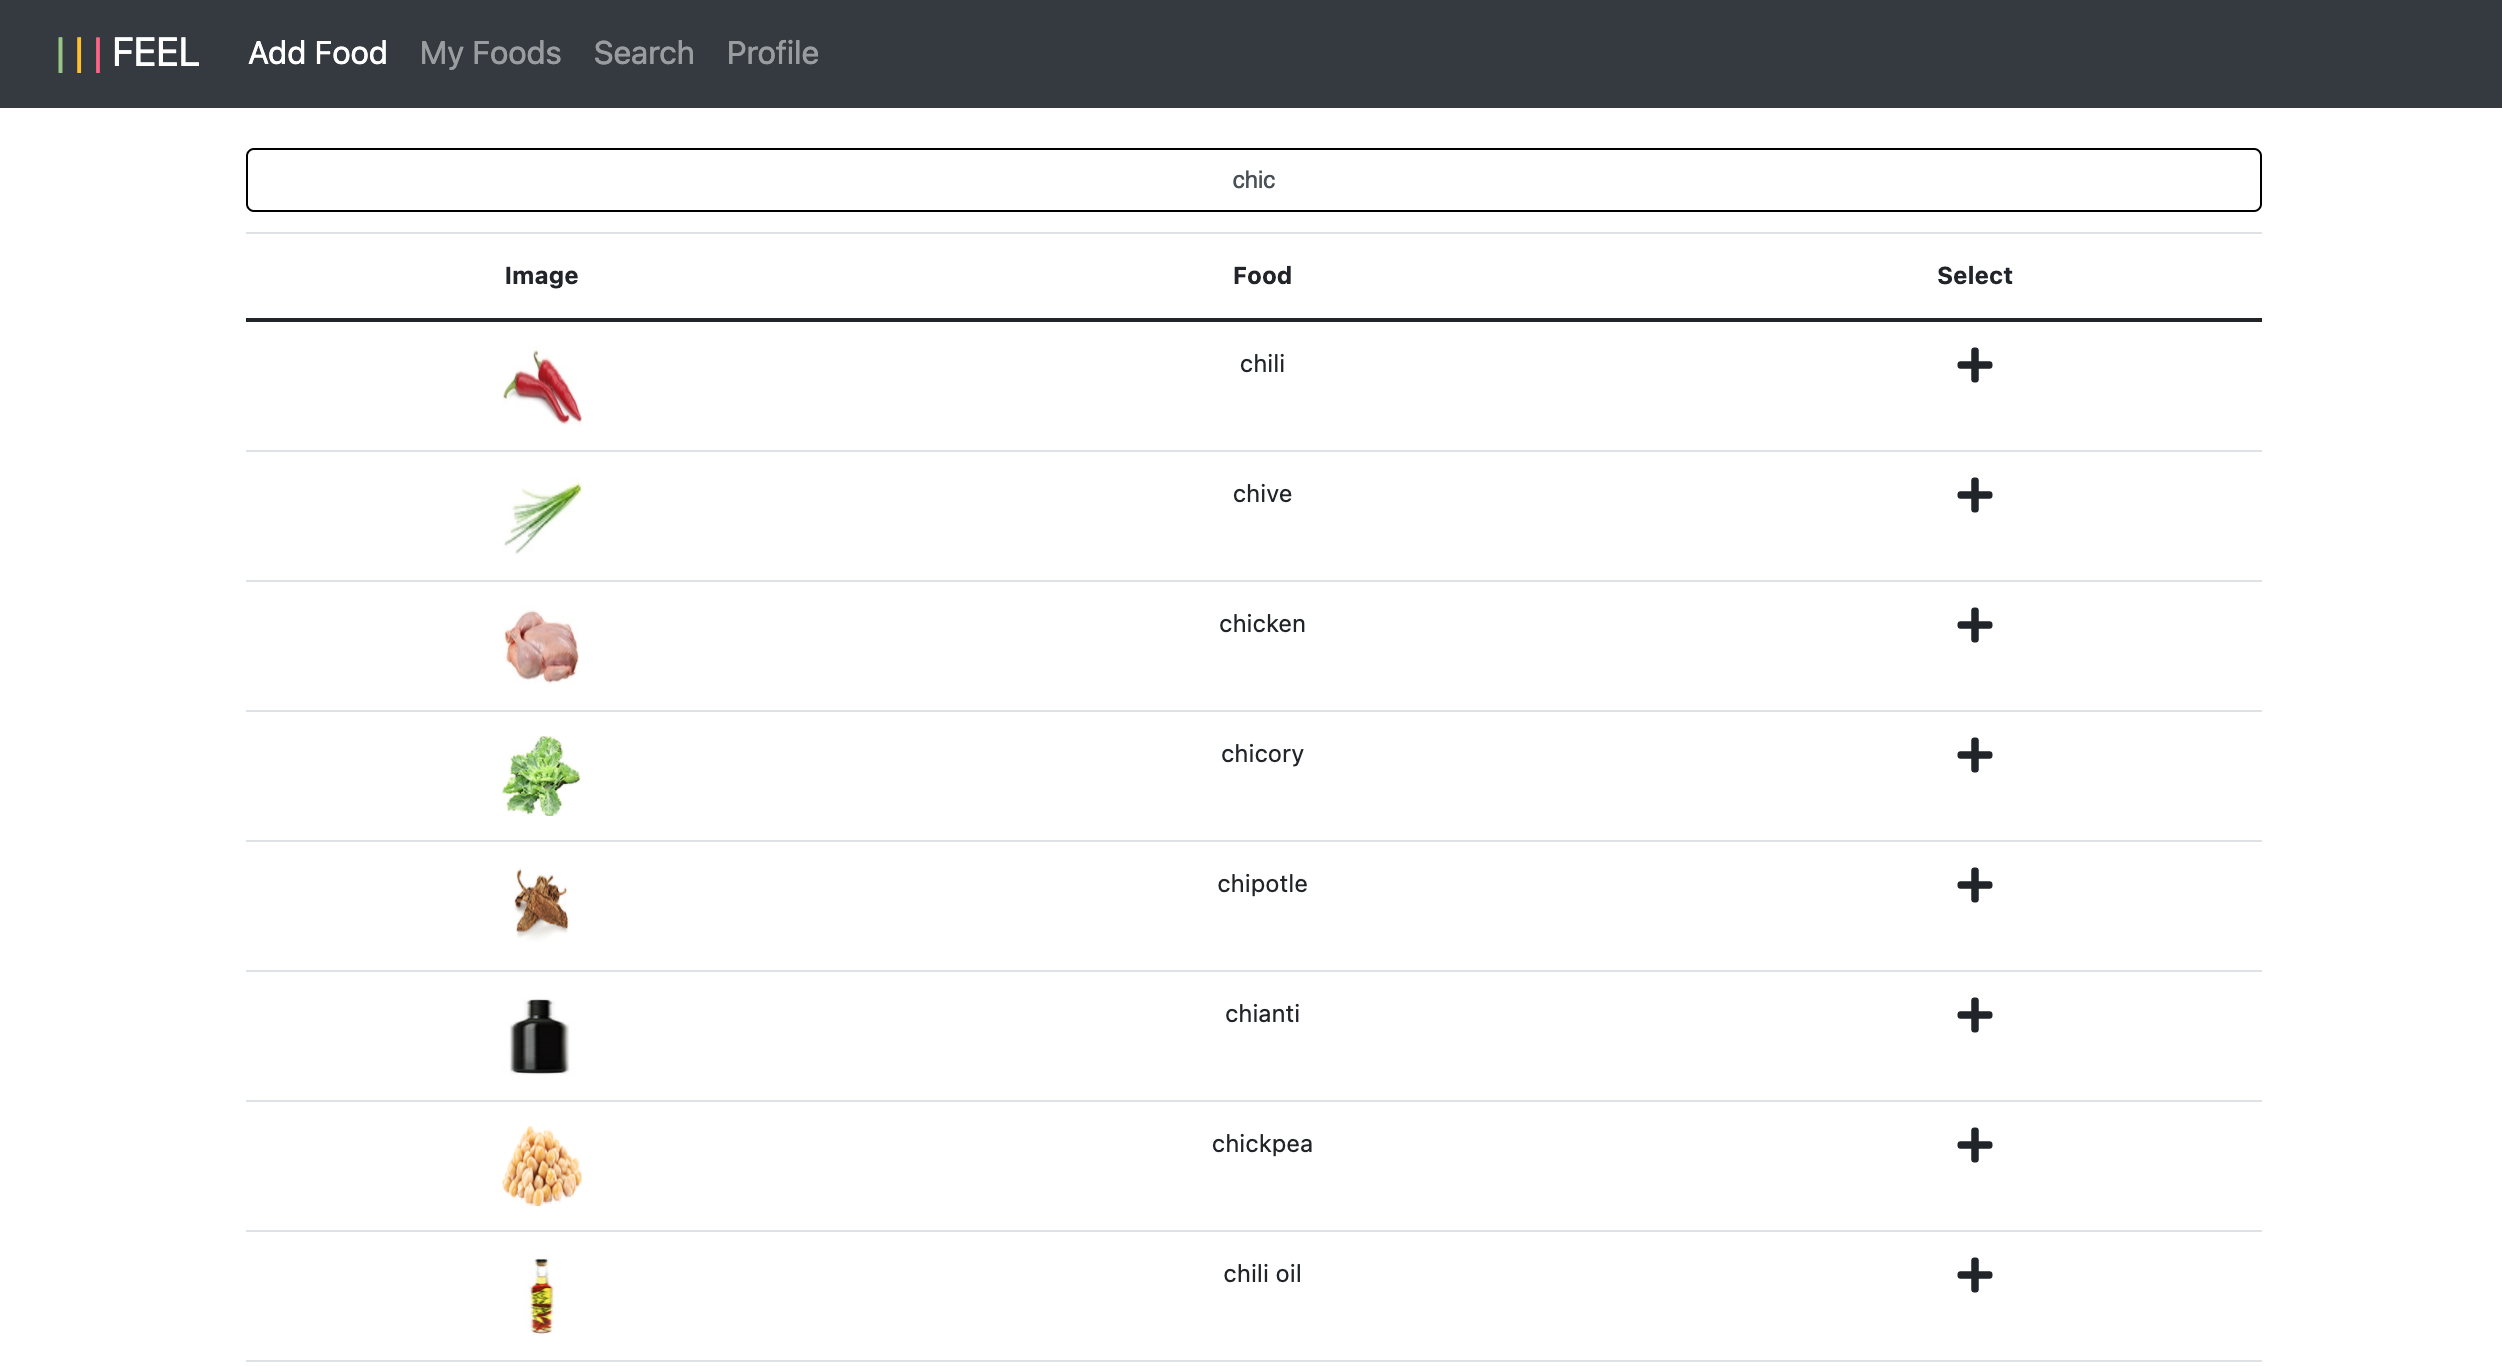 ||| FEEL Add Food My Foods Search Profile
chic
Image Food Select
chili
chive
chicken
chicory
chipotle
chianti
chickpea
chili oil